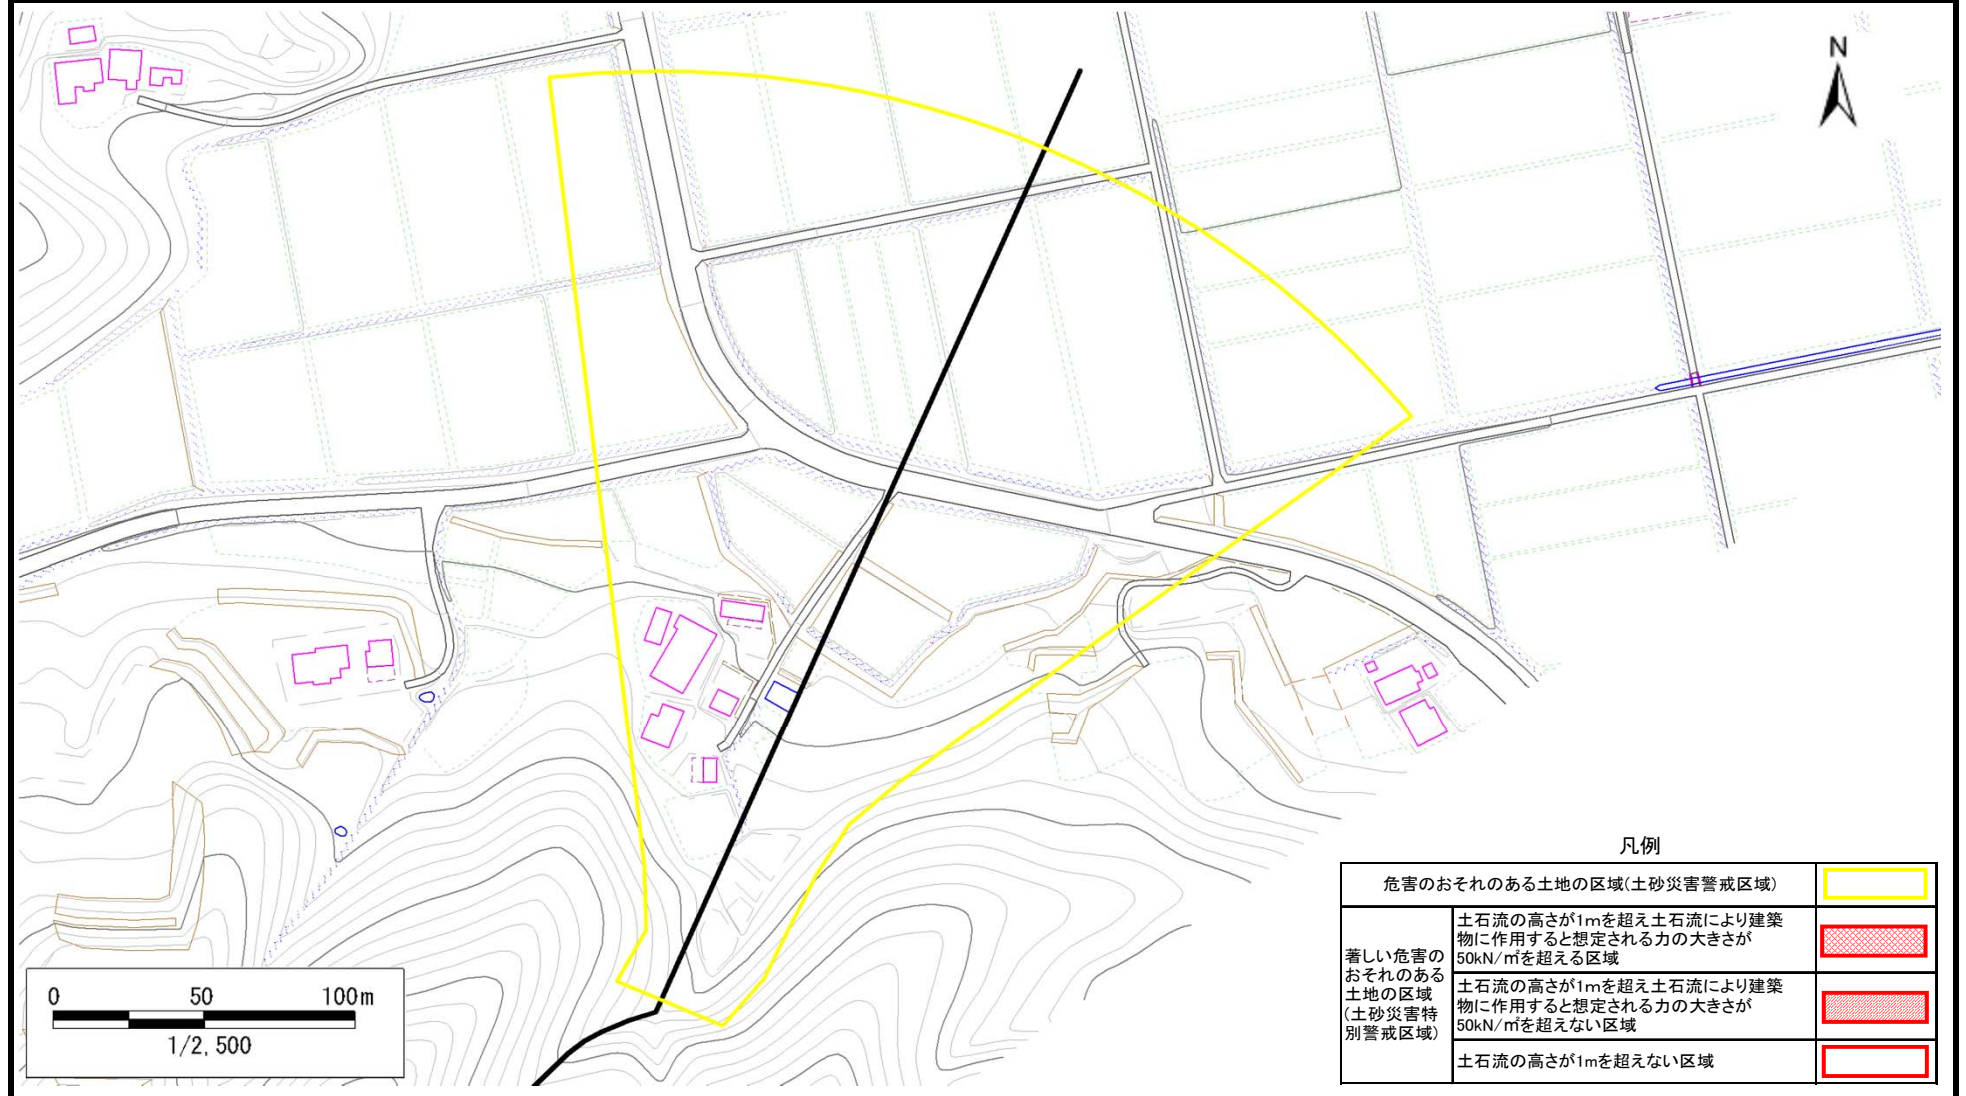 N
凡例
危害のおそれのある土地の区域(土砂災害警戒区域)
著しい危害の
おそれのある
土地の区域
(土砂災害特
別警戒区域)
土石流の高さが1mを超え土石流により建築
物に作用すると想定される力の大きさが
50kN/㎡を超える区域
土石流の高さが1mを超え土石流により建築
物に作用すると想定される力の大きさが
50kN/㎡を超えない区域
土石流の高さが1mを超えない区域
0 50 100m
1/2,500